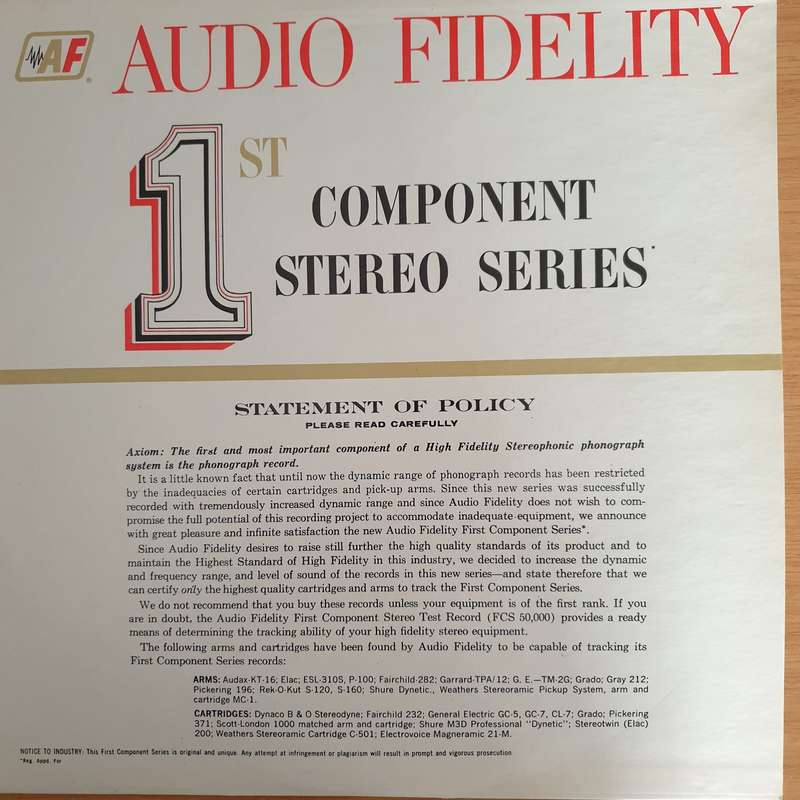 AF ®
AUDIO FIDELITY
1 ST
COMPONENT
STEREO SERIES*
STATEMENT OF POLICY
PLEASE READ CAREFULLY
Axiom: The first and most important component of a High Fidelity Stereophonic phonograph
system is the phonograph record.
It is a little known fact that until now the dynamic range of phonograph records has been restricted
by the inadequacies of certain cartridges and pick-up arms. Since this new series was successfully
recorded with tremendously increased dynamic range and since Audio Fidelity does not wish to com-
promise the full potential of this recording project to accommodate inadequate equipment, we announce
with great pleasure and infinite satisfaction the new Audio Fidelity First Component Series*.
Since Audio Fidelity desires to raise still further the high quality standards of its product and to
maintain the Highest Standard of High Fidelity in this industry, we decided to increase the dynamic
and frequency range, and level of sound of the records in this new series—and state therefore that we
can certify only the highest quality cartridges and arms to track the First Component Series.
We do not recommend that you buy these records unless your equipment is of the first rank. If you
are in doubt, the Audio Fidelity First Component Stereo Test Record (FCS 50,000) provides a ready
means of determining the tracking ability of your high fidelity stereo equipment.
The following arms and cartridges have been found by Audio Fidelity to be capable of tracking its
First Component Series records:
ARMS: Audax-KT-16; Elac; ESL-310S, P-100; Fairchild-282; Garrard-TPA/12; G. E.—TM-2G; Grado; Gray 212;
Pickering 196; Rek-O-Kut S-120, S-160; Shure Dynetic., Weathers Stereoramic Pickup System, arm and
cartridge MC-1.
CARTRIDGES: Dynaco B & O Stereodyne; Fairchild 232; General Electric GC-5, GC-7, CL-7; Grado; Pickering
371; Scott-London 1000 matched arm and cartridge; Shure M3D Professional "Dynetic"; Stereotwin (Elac)
200; Weathers Stereoramic Cartridge C-501; Electrovoice Magneramic 21-M.
NOTICE TO INDUSTRY: This First Component Series is original and unique. Any attempt at infringement or plagiarism will result in prompt and vigorous prosecution
*Reg. Appd. For